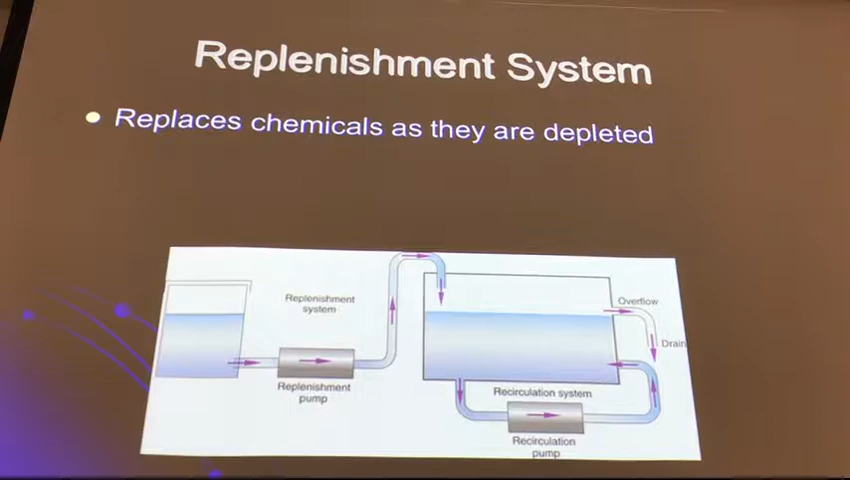 Replenishment System
Replaces chemicals as they are depleted
Replenishment
system
Overflow
Drain
Replenishment
pump
Recirculation system
Recirculation
pump